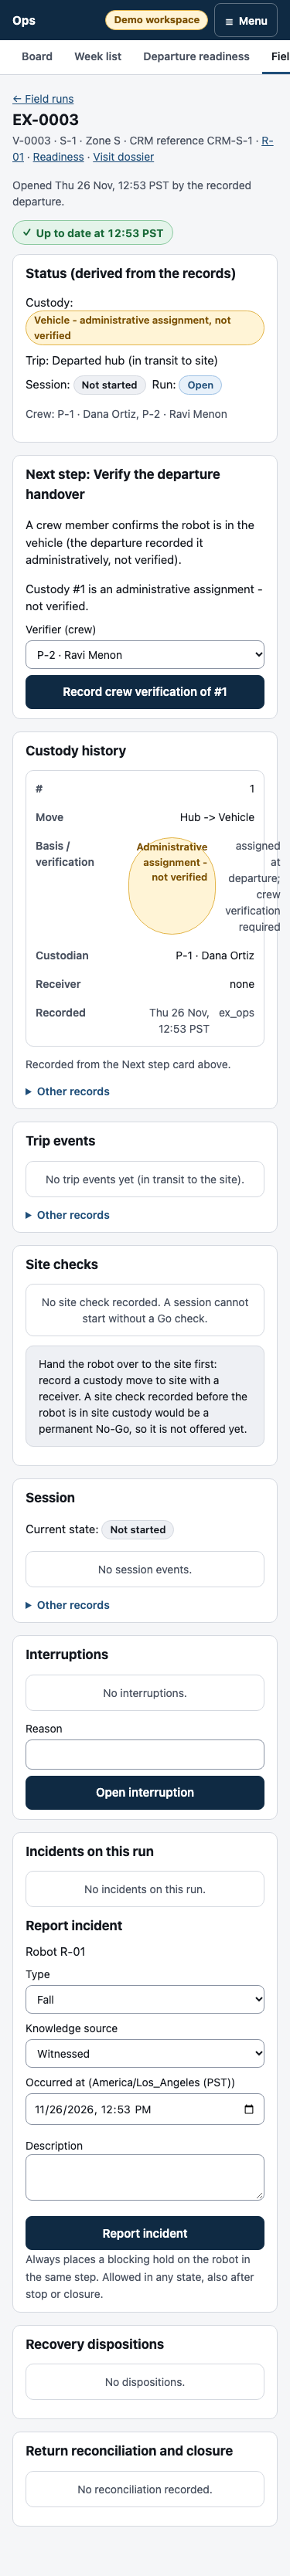 Ops
Demo workspace
≡ Menu
Board
Week list
Departure readiness
Fiel
← Field runs
EX-0003
V-0003 · S-1 · Zone S · CRM reference CRM-S-1 · R-
01 · Readiness · Visit dossier
Opened Thu 26 Nov, 12:53 PST by the recorded
departure.
✓ Up to date at 12:53 PST
Status (derived from the records)
Custody:
Vehicle - administrative assignment, not
verified
Trip: Departed hub (in transit to site)
Session: Not started Run: Open
Crew: P-1 · Dana Ortiz, P-2 · Ravi Menon
Next step: Verify the departure
handover
A crew member confirms the robot is in the
vehicle (the departure recorded it
administratively, not verified).
Custody #1 is an administrative assignment -
not verified.
Verifier (crew)
P-2 · Ravi Menon
Record crew verification of #1
Custody history
# 1
Move Hub -> Vehicle
Basis /
verification
Administrative
assignment -
not verified
assigned
at
departure;
crew
verification
required
Custodian P-1 · Dana Ortiz
Receiver none
Recorded
Thu 26 Nov,
12:53 PST
ex_ops
Recorded from the Next step card above.
▶ Other records
Trip events
No trip events yet (in transit to the site).
▶ Other records
Site checks
No site check recorded. A session cannot
start without a Go check.
Hand the robot over to the site first:
record a custody move to site with a
receiver. A site check recorded before the
robot is in site custody would be a
permanent No-Go, so it is not offered yet.
Session
Current state: Not started
No session events.
▶ Other records
Interruptions
No interruptions.
Reason
Open interruption
Incidents on this run
No incidents on this run.
Report incident
Robot R-01
Type
Fall
Knowledge source
Witnessed
Occurred at (America/Los_Angeles (PST))
11/26/2026, 12:53 PM
Description
Report incident
Always places a blocking hold on the robot in
the same step. Allowed in any state, also after
stop or closure.
Recovery dispositions
No dispositions.
Return reconciliation and closure
No reconciliation recorded.